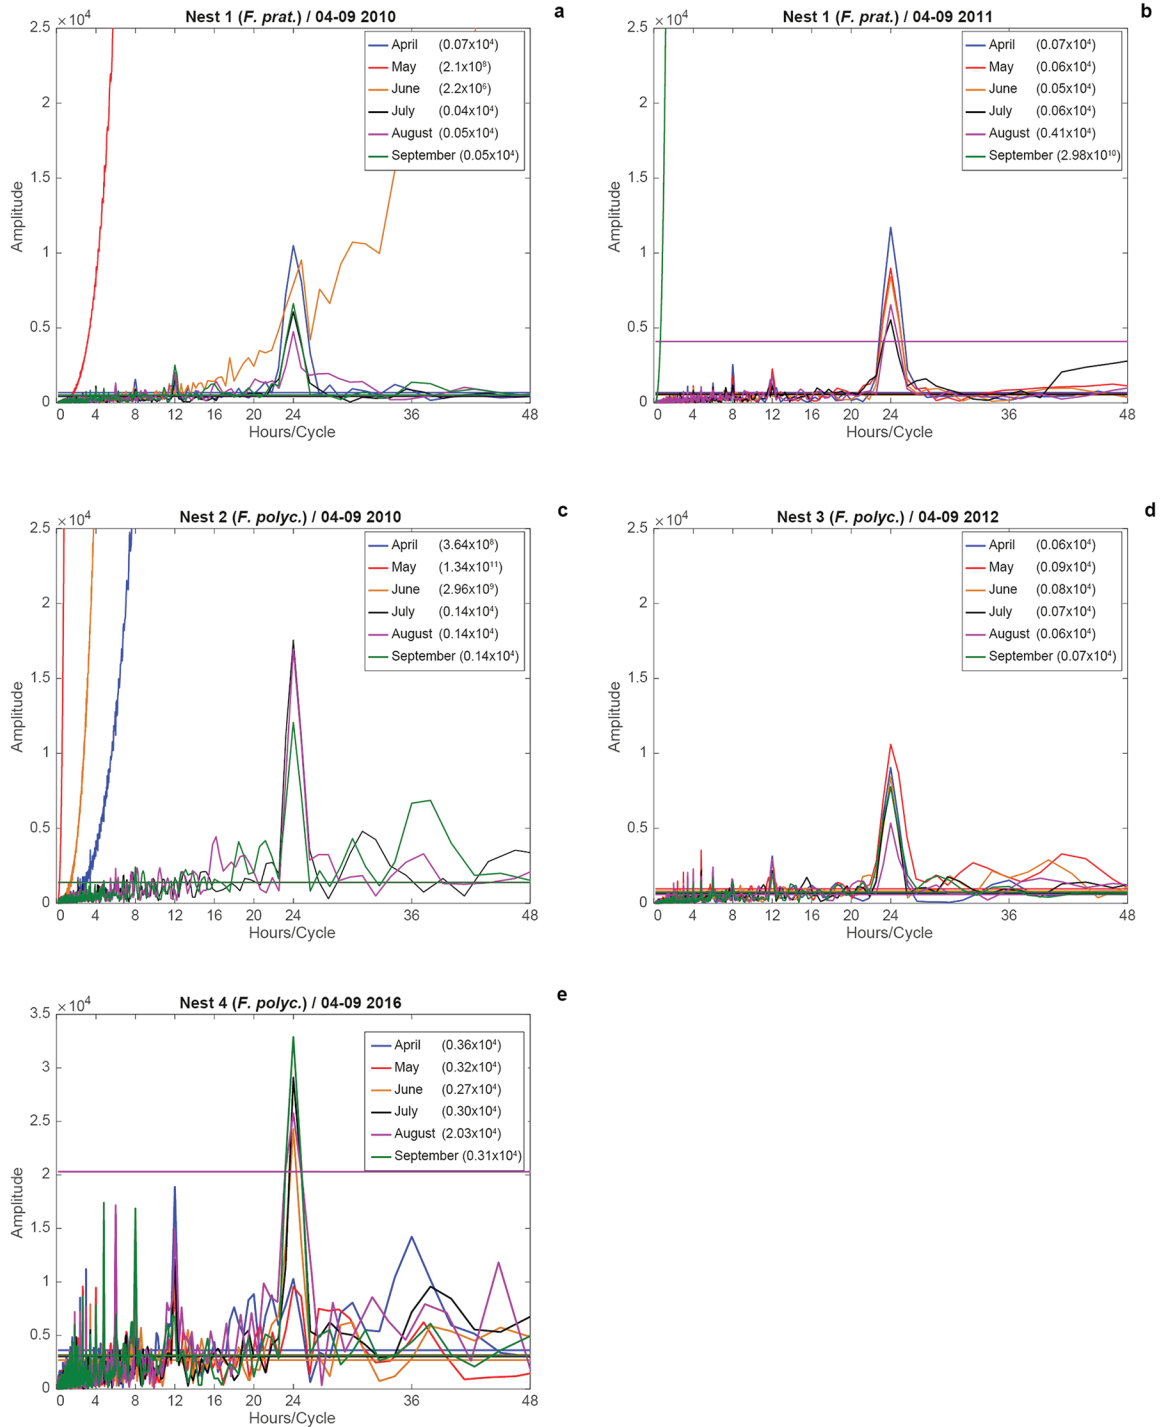 Nest 1 (F. prat.) / 04-09 2010
a
×10⁴
2.5
2
1.5
1
0.5
0
Amplitude
April (0.07x10⁴)
May (2.1x10⁸)
June (2.2x10⁶)
July (0.04x10⁴)
August (0.05x10⁴)
September (0.05x10⁴)
0 4 8 12 16 20 24 36 48
Hours/Cycle
Nest 1 (F. prat.) / 04-09 2011
b
×10⁴
2.5
2
1.5
1
0.5
0
Amplitude
April (0.07x10⁴)
May (0.06x10⁴)
June (0.05x10⁴)
July (0.06x10⁴)
August (0.41x10⁴)
September (2.98x10¹⁰)
0 4 8 12 16 20 24 36 48
Hours/Cycle
Nest 2 (F. polyc.) / 04-09 2010
c
×10⁴
2.5
2
1.5
1
0.5
0
Amplitude
April (3.64x10⁸)
May (1.34x10¹¹)
June (2.96x10⁹)
July (0.14x10⁴)
August (0.14x10⁴)
September (0.14x10⁴)
0 4 8 12 16 20 24 36 48
Hours/Cycle
Nest 3 (F. polyc.) / 04-09 2012
d
×10⁴
2.5
2
1.5
1
0.5
0
Amplitude
April (0.06x10⁴)
May (0.09x10⁴)
June (0.08x10⁴)
July (0.07x10⁴)
August (0.06x10⁴)
September (0.07x10⁴)
0 4 8 12 16 20 24 36 48
Hours/Cycle
Nest 4 (F. polyc.) / 04-09 2016
e
×10⁴
3.5
3
2.5
2
1.5
1
0.5
0
Amplitude
April (0.36x10⁴)
May (0.32x10⁴)
June (0.27x10⁴)
July (0.30x10⁴)
August (2.03x10⁴)
September (0.31x10⁴)
0 4 8 12 16 20 24 36 48
Hours/Cycle